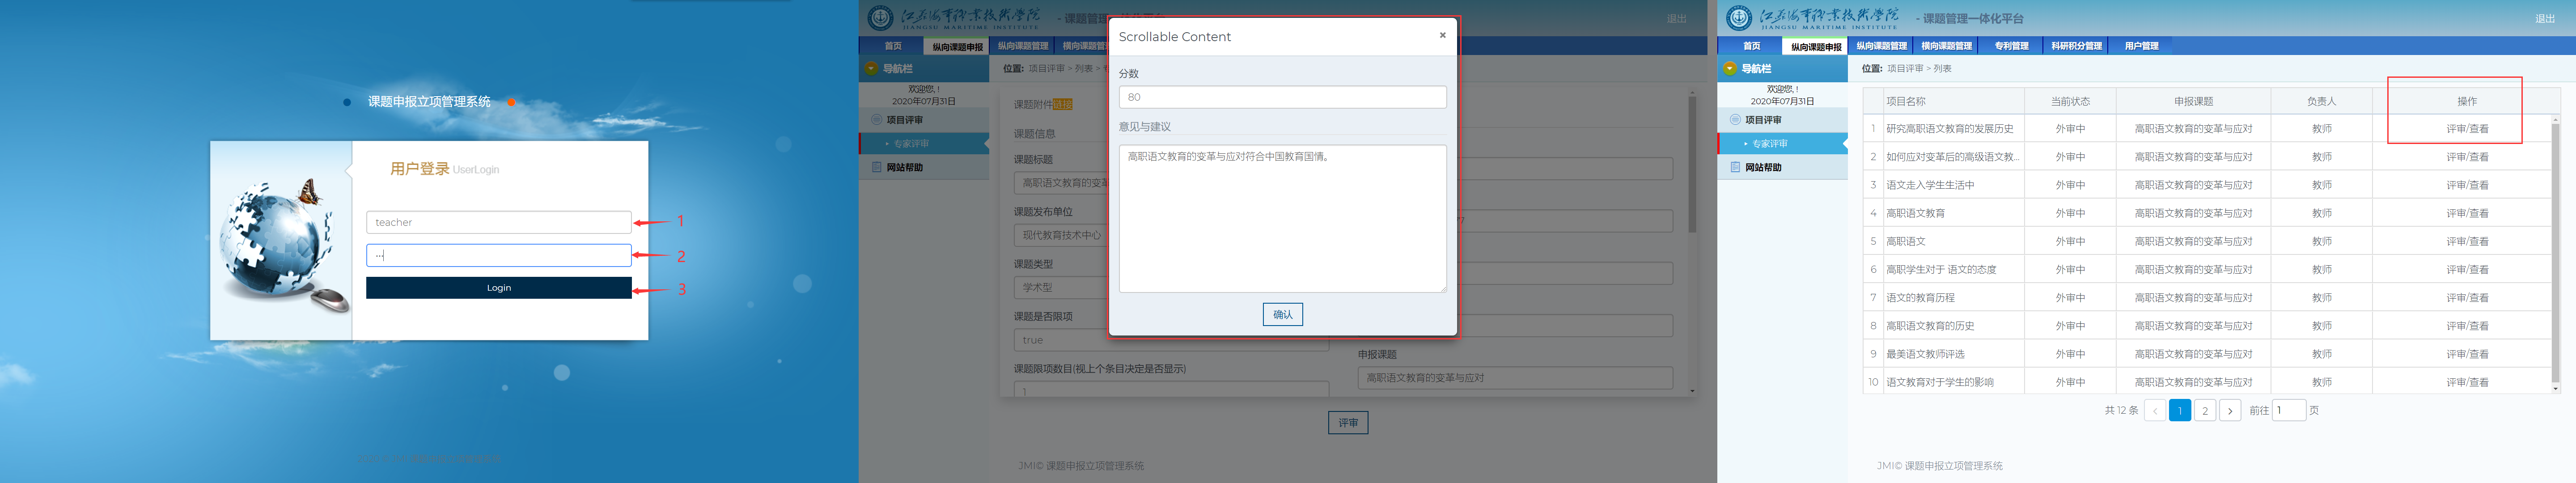 课题申报立项管理系统
用户登录 UserLogin
teacher
1
2
Login
3
江苏海事职业技术学院
JIANGSU MARITIME INSTITUTE
- 课题管理一体化平台
退出
首页
纵向课题申报
纵向课题管理
横向课题管理
导航栏
位置: 项目评审 > 列表 >
欢迎您, !
2020年07月31日
项目评审
专家评审
网站帮助
课题附件
课题信息
课题标题
高职语文教育的变革
课题发布单位
现代教育技术中心
课题类型
学术型
课题是否限项
true
课题限项数目(视上个条目决定是否显示)
1
申报课题
高职语文教育的变革与应对
评审
JMI© 课题申报立项管理系统
Scrollable Content
×
分数
80
意见与建议
高职语文教育的变革与应对符合中国教育国情。
确认
江苏海事职业技术学院
JIANGSU MARITIME INSTITUTE
- 课题管理一体化平台
退出
首页 纵向课题申报 纵向课题管理 横向课题管理 专利管理 科研积分管理 用户管理
导航栏
位置: 项目评审 > 列表
欢迎您, !
2020年07月31日
项目评审
专家评审
网站帮助
项目名称 当前状态 申报课题 负责人 操作
1 研究高职语文教育的发展历史 外审中 高职语文教育的变革与应对 教师 评审/查看
2 如何应对变革后的高级语文教... 外审中 高职语文教育的变革与应对 教师 评审/查看
3 语文走入学生生活中 外审中 高职语文教育的变革与应对 教师 评审/查看
4 高职语文教育 外审中 高职语文教育的变革与应对 教师 评审/查看
5 高职语文 外审中 高职语文教育的变革与应对 教师 评审/查看
6 高职学生对于 语文的态度 外审中 高职语文教育的变革与应对 教师 评审/查看
7 语文的教育历程 外审中 高职语文教育的变革与应对 教师 评审/查看
8 高职语文教育的历史 外审中 高职语文教育的变革与应对 教师 评审/查看
9 最美语文教师评选 外审中 高职语文教育的变革与应对 教师 评审/查看
10 语文教育对于学生的影响 外审中 高职语文教育的变革与应对 教师 评审/查看
共 12 条 < 1 2 > 前往 1 页
JMI© 课题申报立项管理系统